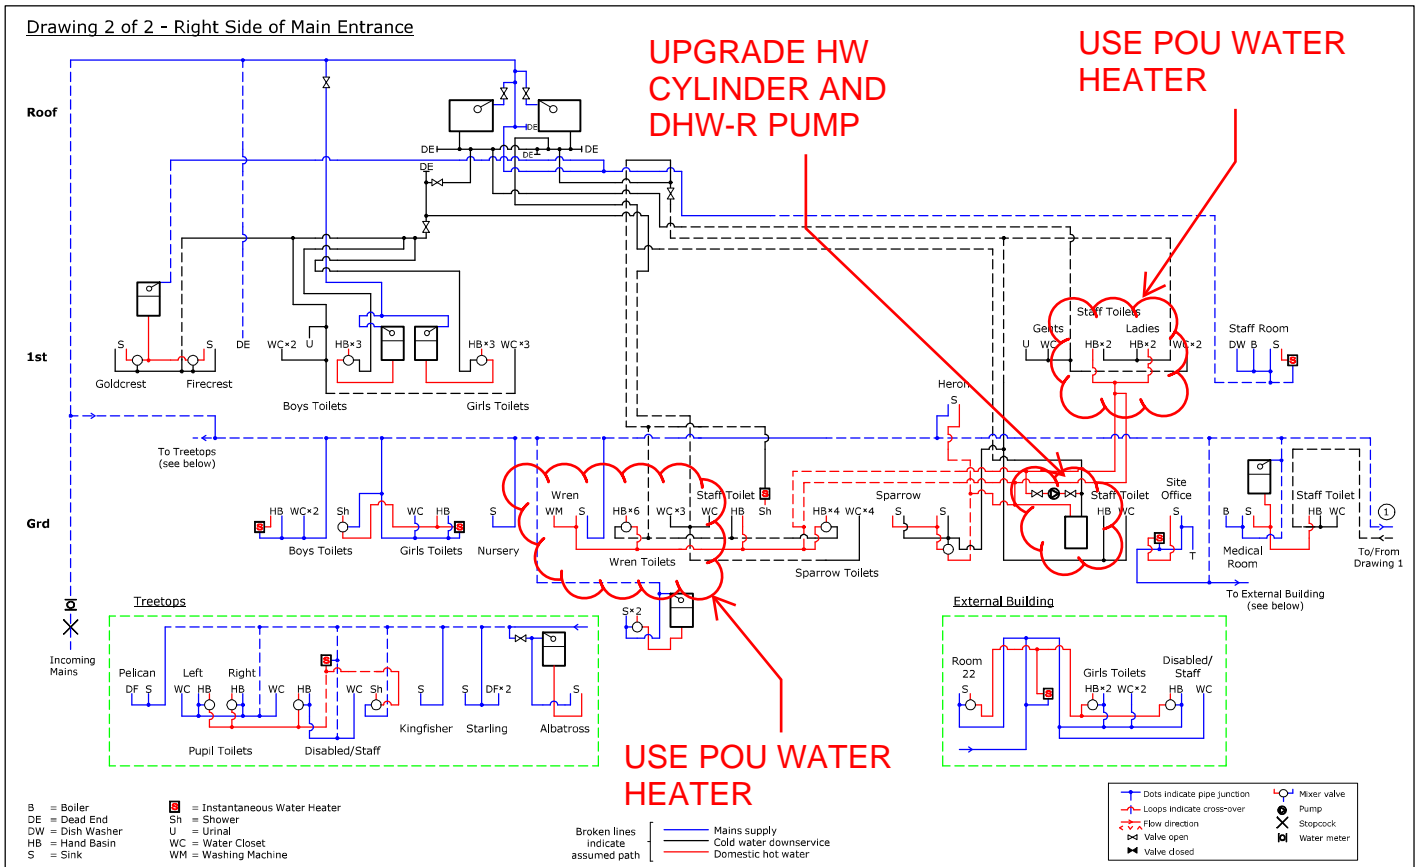 Drawing 2 of 2 - Right Side of Main Entrance
UPGRADE HW
CYLINDER AND
DHW-R PUMP
USE POU WATER
HEATER
Roof
DE
DE
DE
DE
DE
Staff Toilets
Gents
Ladies
Staff Room
1st
S
S
DE
WC×2
U
HB×3
HB×3
WC×3
U
WC
HB×2
HB×2
WC×2
DW
B
S
S
Goldcrest
Firecrest
Boys Toilets
Girls Toilets
Heron
S
To Treetops
(see below)
Grd
Wren
Staff Toilet
S
Sparrow
Staff Toilet
Site
Office
Staff Toilet
S
HB
WC×2
Sh
WC
HB
S
S
WM
S
HB×6
WC×3
WC
HB
Sh
HB×4
WC×4
S
S
HB
WC
S
S
T
B
S
HB
WC
1
Boys Toilets
Girls Toilets
Nursery
Wren Toilets
Sparrow Toilets
Medical
Room
To/From
Drawing 1
To External Building
(see below)
S×2
Incoming
Mains
Treetops
Pelican
Left
Right
S
DF
S
WC
HB
HB
WC
HB
WC
Sh
S
S
DF×2
S
Pupil Toilets
Disabled/Staff
Kingfisher
Starling
Albatross
External Building
Room
22
Girls Toilets
Disabled/
Staff
S
S
HB×2
WC×2
HB
WC
USE POU WATER
HEATER
B = Boiler
DE = Dead End
DW = Dish Washer
HB = Hand Basin
S = Sink
S = Instantaneous Water Heater
Sh = Shower
U = Urinal
WC = Water Closet
WM = Washing Machine
Broken lines
indicate
assumed path
Mains supply
Cold water downservice
Domestic hot water
Dots indicate pipe junction
Loops indicate cross-over
Flow direction
Valve open
Valve closed
Mixer valve
Pump
Stopcock
Water meter